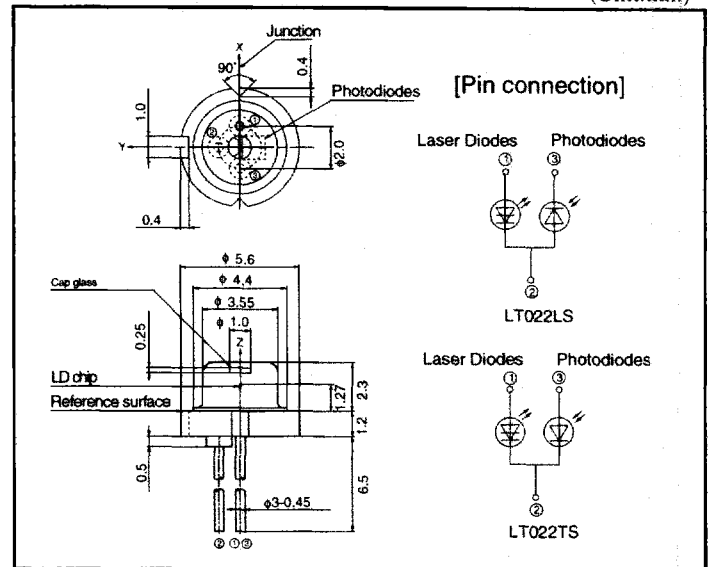 Junction
X
90°
0.4
Photodiodes
1.0
①
②
Y
③
φ2.0
0.4
[Pin connection]
Laser Diodes Photodiodes
① ③
②
LT022LS
Laser Diodes Photodiodes
① ③
②
LT022TS
φ 5.6
φ 4.4
Cap glass
φ 3.55
φ 1.0
0.25
Z
LD chip
Reference surface
1.27
2.3
1.2
0.5
6.5
φ3-0.45
② ① ③